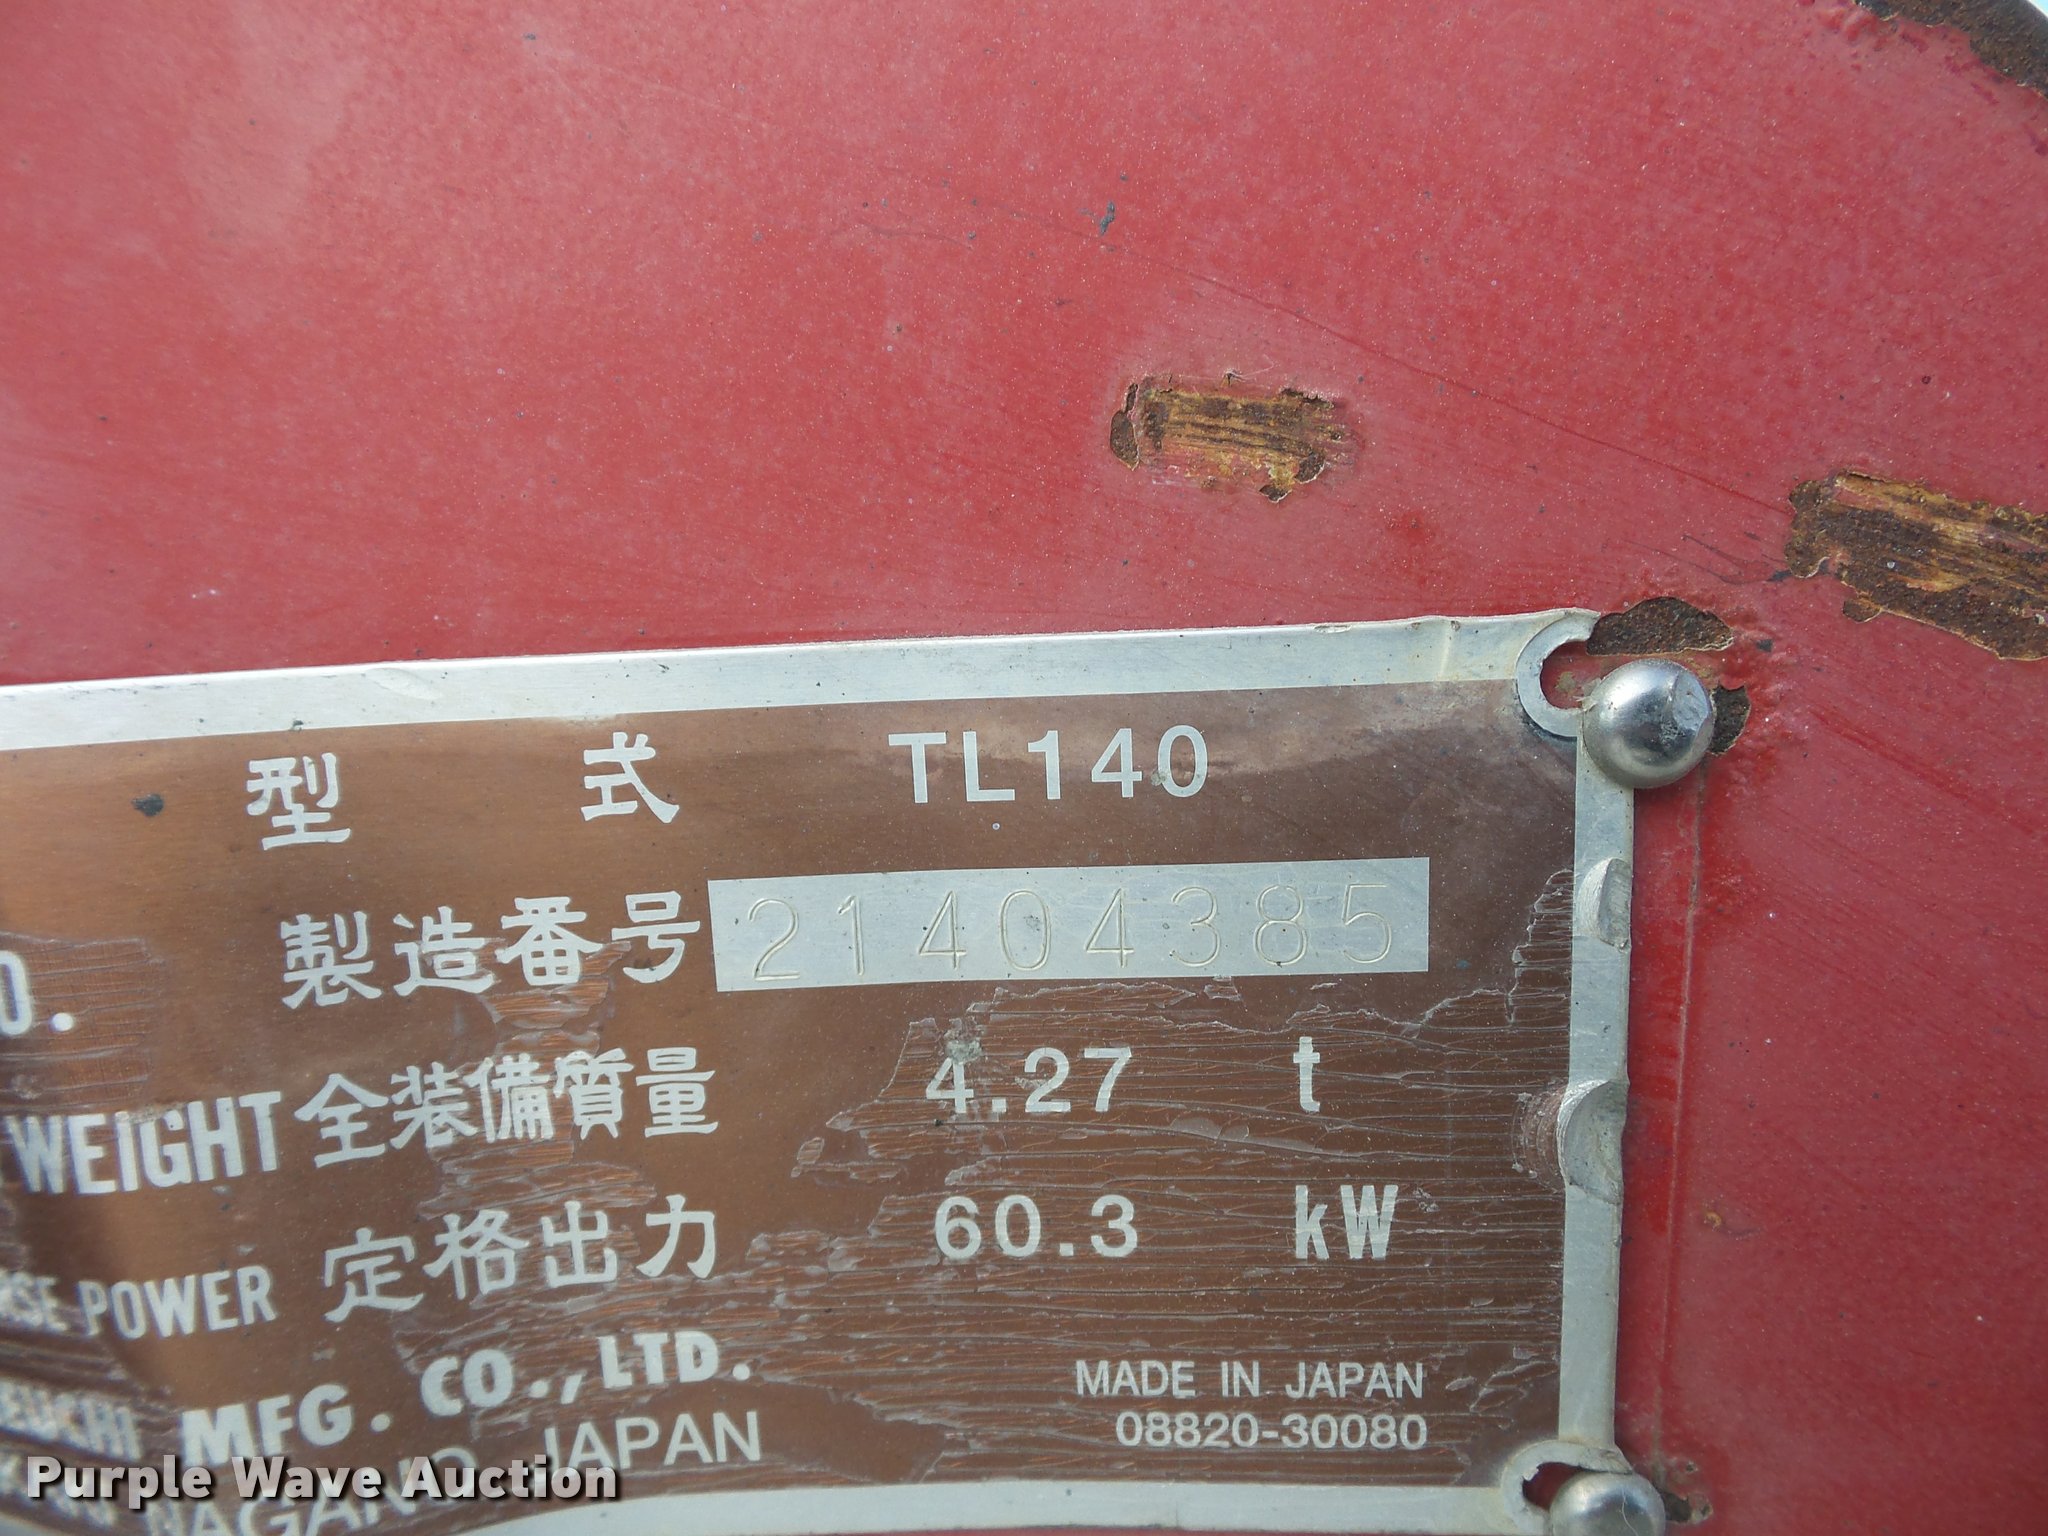 型 式 TL140
O. 製造番号 21404385
WEIGHT 全装備質量 4.27 t
POWER 定格出力 60.3 kW
MFG. CO., LTD.
MADE IN JAPAN
NAGANO JAPAN
08820-30080
Purple Wave Auction